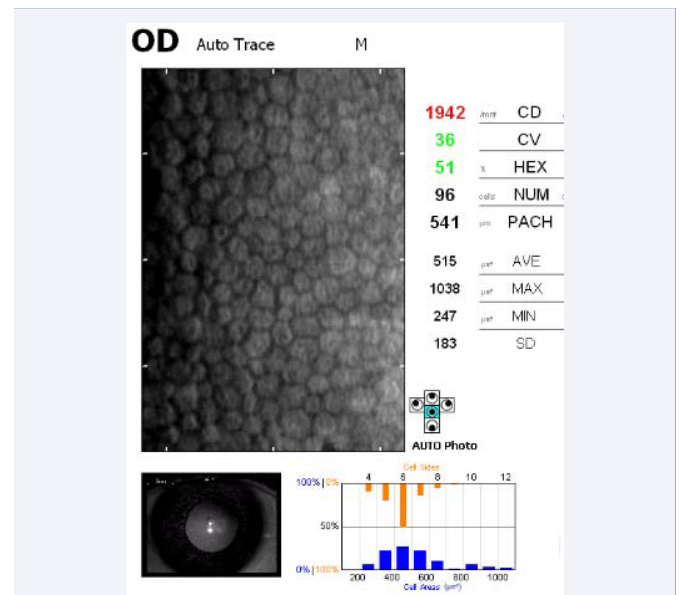 OD Auto Trace M
1942 /mm² CD
36 CV
51 % HEX
96 cells NUM
541 µm PACH
515 µm² AVE
1038 µm² MAX
247 µm² MIN
183 SD
AUTO Photo
Cell Sides
4 6 8 10 12
100% | 0%
50%
0% | 100%
200 400 600 800 1000
Cell Areas (µm²)